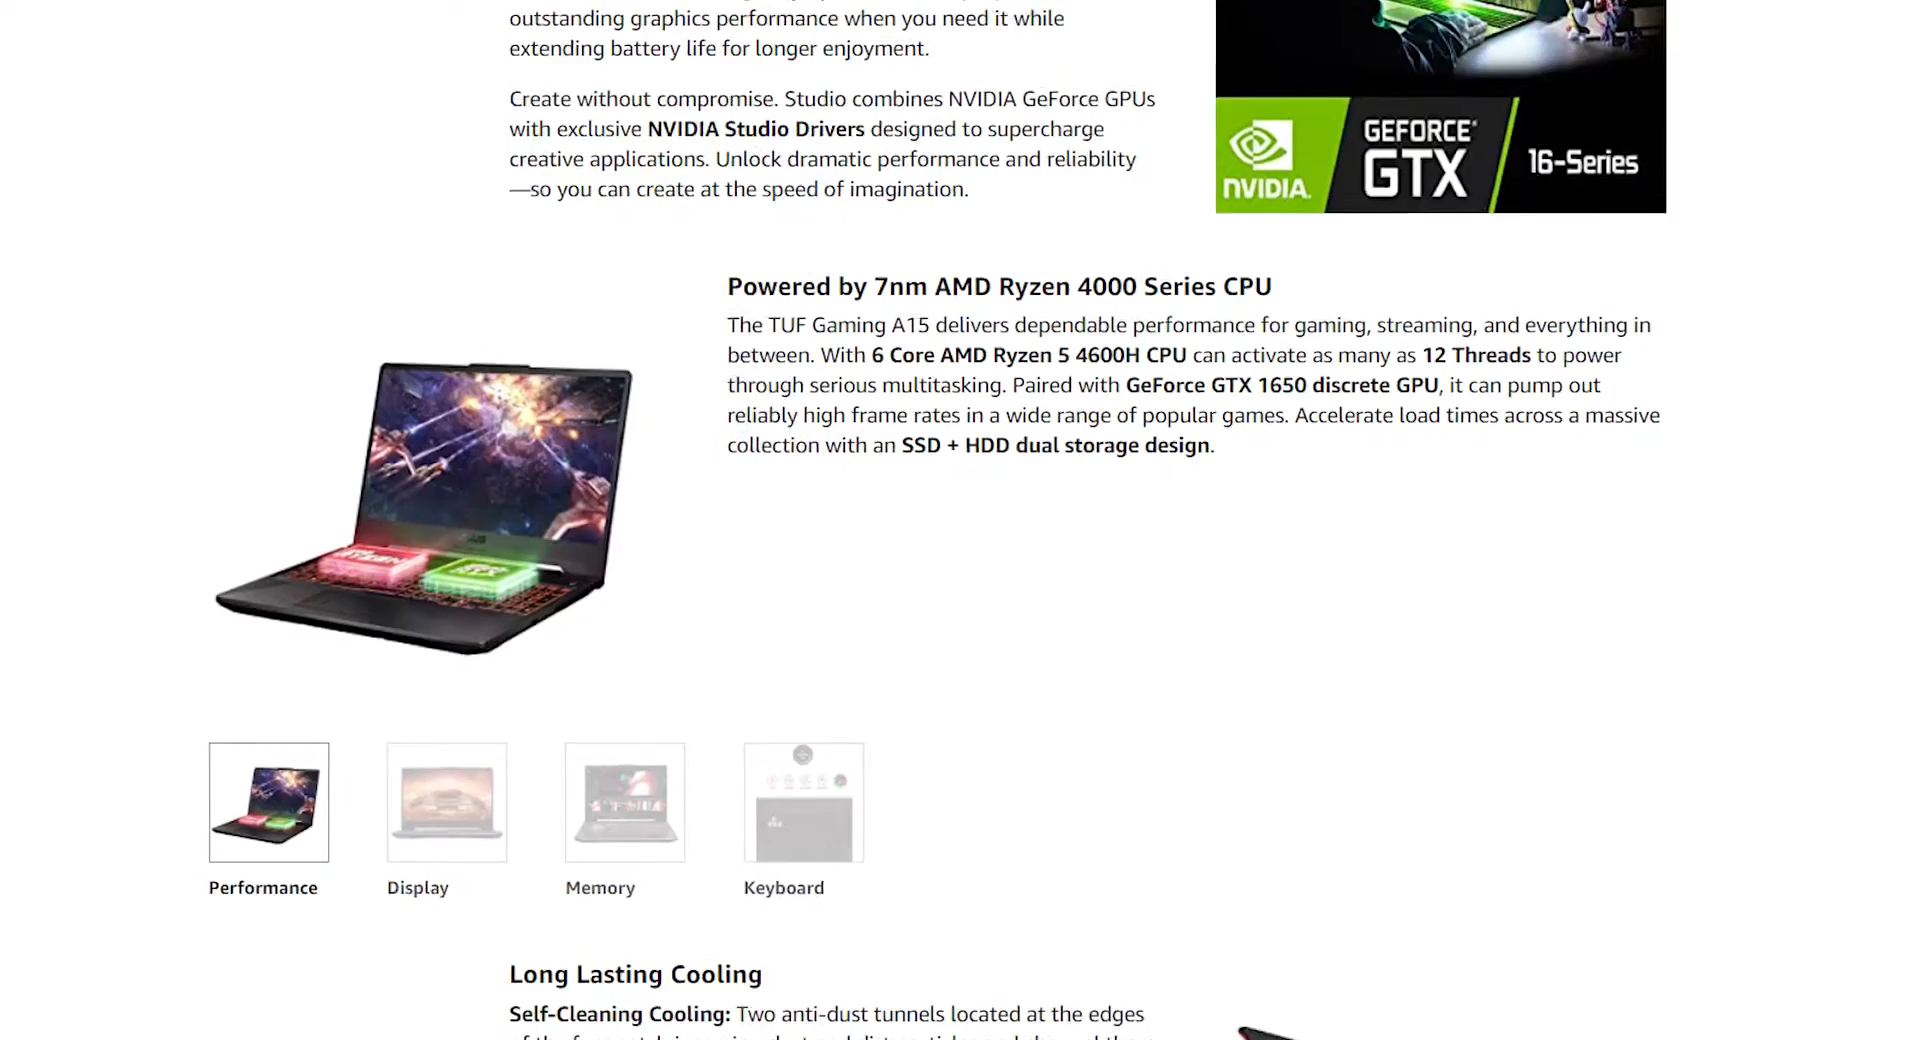 outstanding graphics performance when you need it while
extending battery life for longer enjoyment.
Create without compromise. Studio combines NVIDIA GeForce GPUs
with exclusive NVIDIA Studio Drivers designed to supercharge
creative applications. Unlock dramatic performance and reliability
—so you can create at the speed of imagination.
NVIDIA.
GEFORCE
GTX
16-Series
Powered by 7nm AMD Ryzen 4000 Series CPU
The TUF Gaming A15 delivers dependable performance for gaming, streaming, and everything in
between. With 6 Core AMD Ryzen 5 4600H CPU can activate as many as 12 Threads to power
through serious multitasking. Paired with GeForce GTX 1650 discrete GPU, it can pump out
reliably high frame rates in a wide range of popular games. Accelerate load times across a massive
collection with an SSD + HDD dual storage design.
RYZEN
GTX
Performance
Display
Memory
Keyboard
Long Lasting Cooling
Self-Cleaning Cooling: Two anti-dust tunnels located at the edges